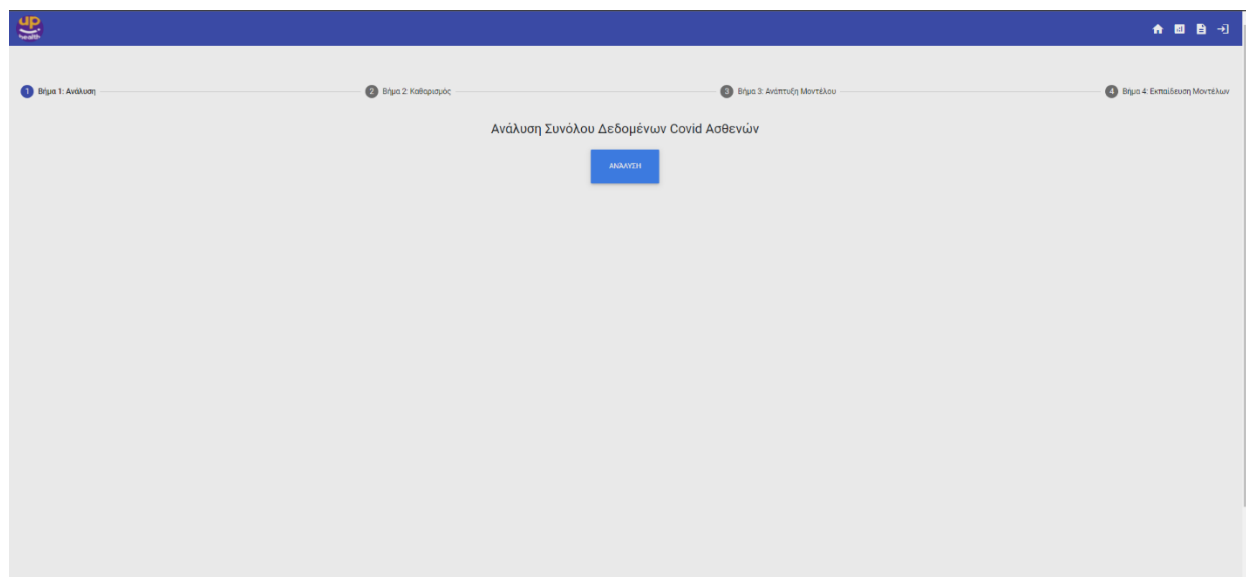 up
health
1 Βήμα 1: Ανάλυση 2 Βήμα 2: Καθαρισμός 3 Βήμα 3: Ανάπτυξη Μοντέλου 4 Βήμα 4: Εκπαίδευση Μοντέλων
Ανάλυση Συνόλου Δεδομένων Covid Ασθενών
ΑΝΆΛΥΣΗ